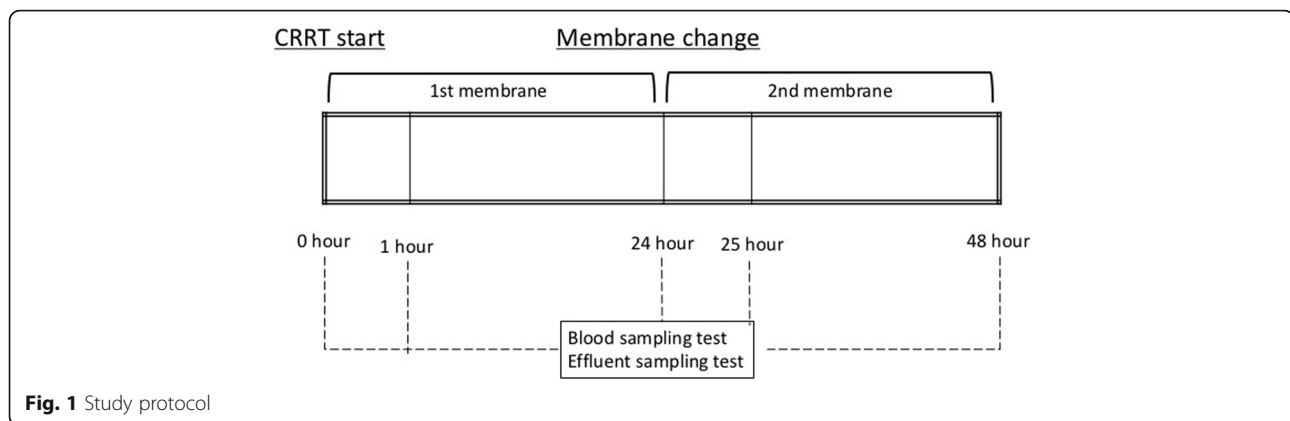 CRRT start Membrane change
1st membrane 2nd membrane
0 hour 1 hour 24 hour 25 hour 48 hour
Blood sampling test
Effluent sampling test
Fig. 1 Study protocol